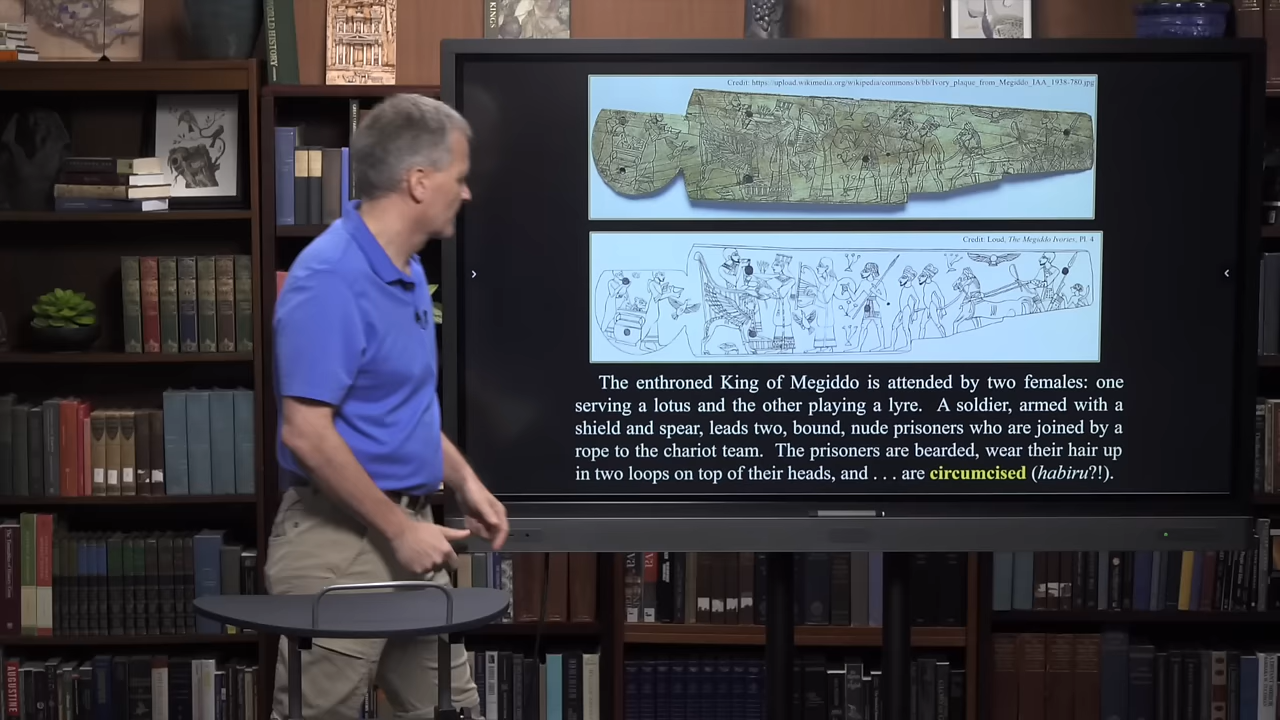 WORLD HISTORY
KINGS
Credit: https://upload.wikimedia.org/wikipedia/commons/b/bb/Ivory_plaque_from_Megiddo_IAA_1938-780.jpg
Credit: Loud, The Megiddo Ivories, Pl. 4
The enthroned King of Megiddo is attended by two females: one
serving a lotus and the other playing a lyre. A soldier, armed with a
shield and spear, leads two, bound, nude prisoners who are joined by a
rope to the chariot team. The prisoners are bearded, wear their hair up
in two loops on top of their heads, and . . . are circumcised (habiru?!).
AUGUSTINE